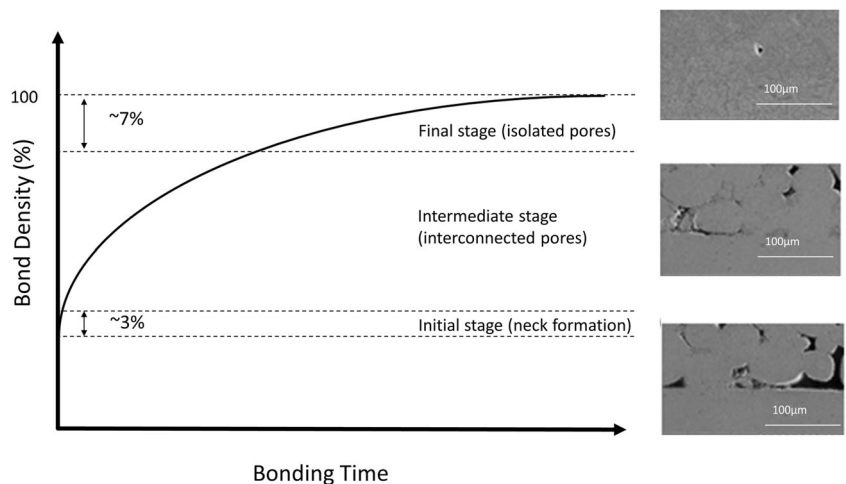 100
~7%
Final stage (isolated pores)
Bond Density (%)
Intermediate stage
(interconnected pores)
~3%
Initial stage (neck formation)
Bonding Time
100µm
100µm
100µm